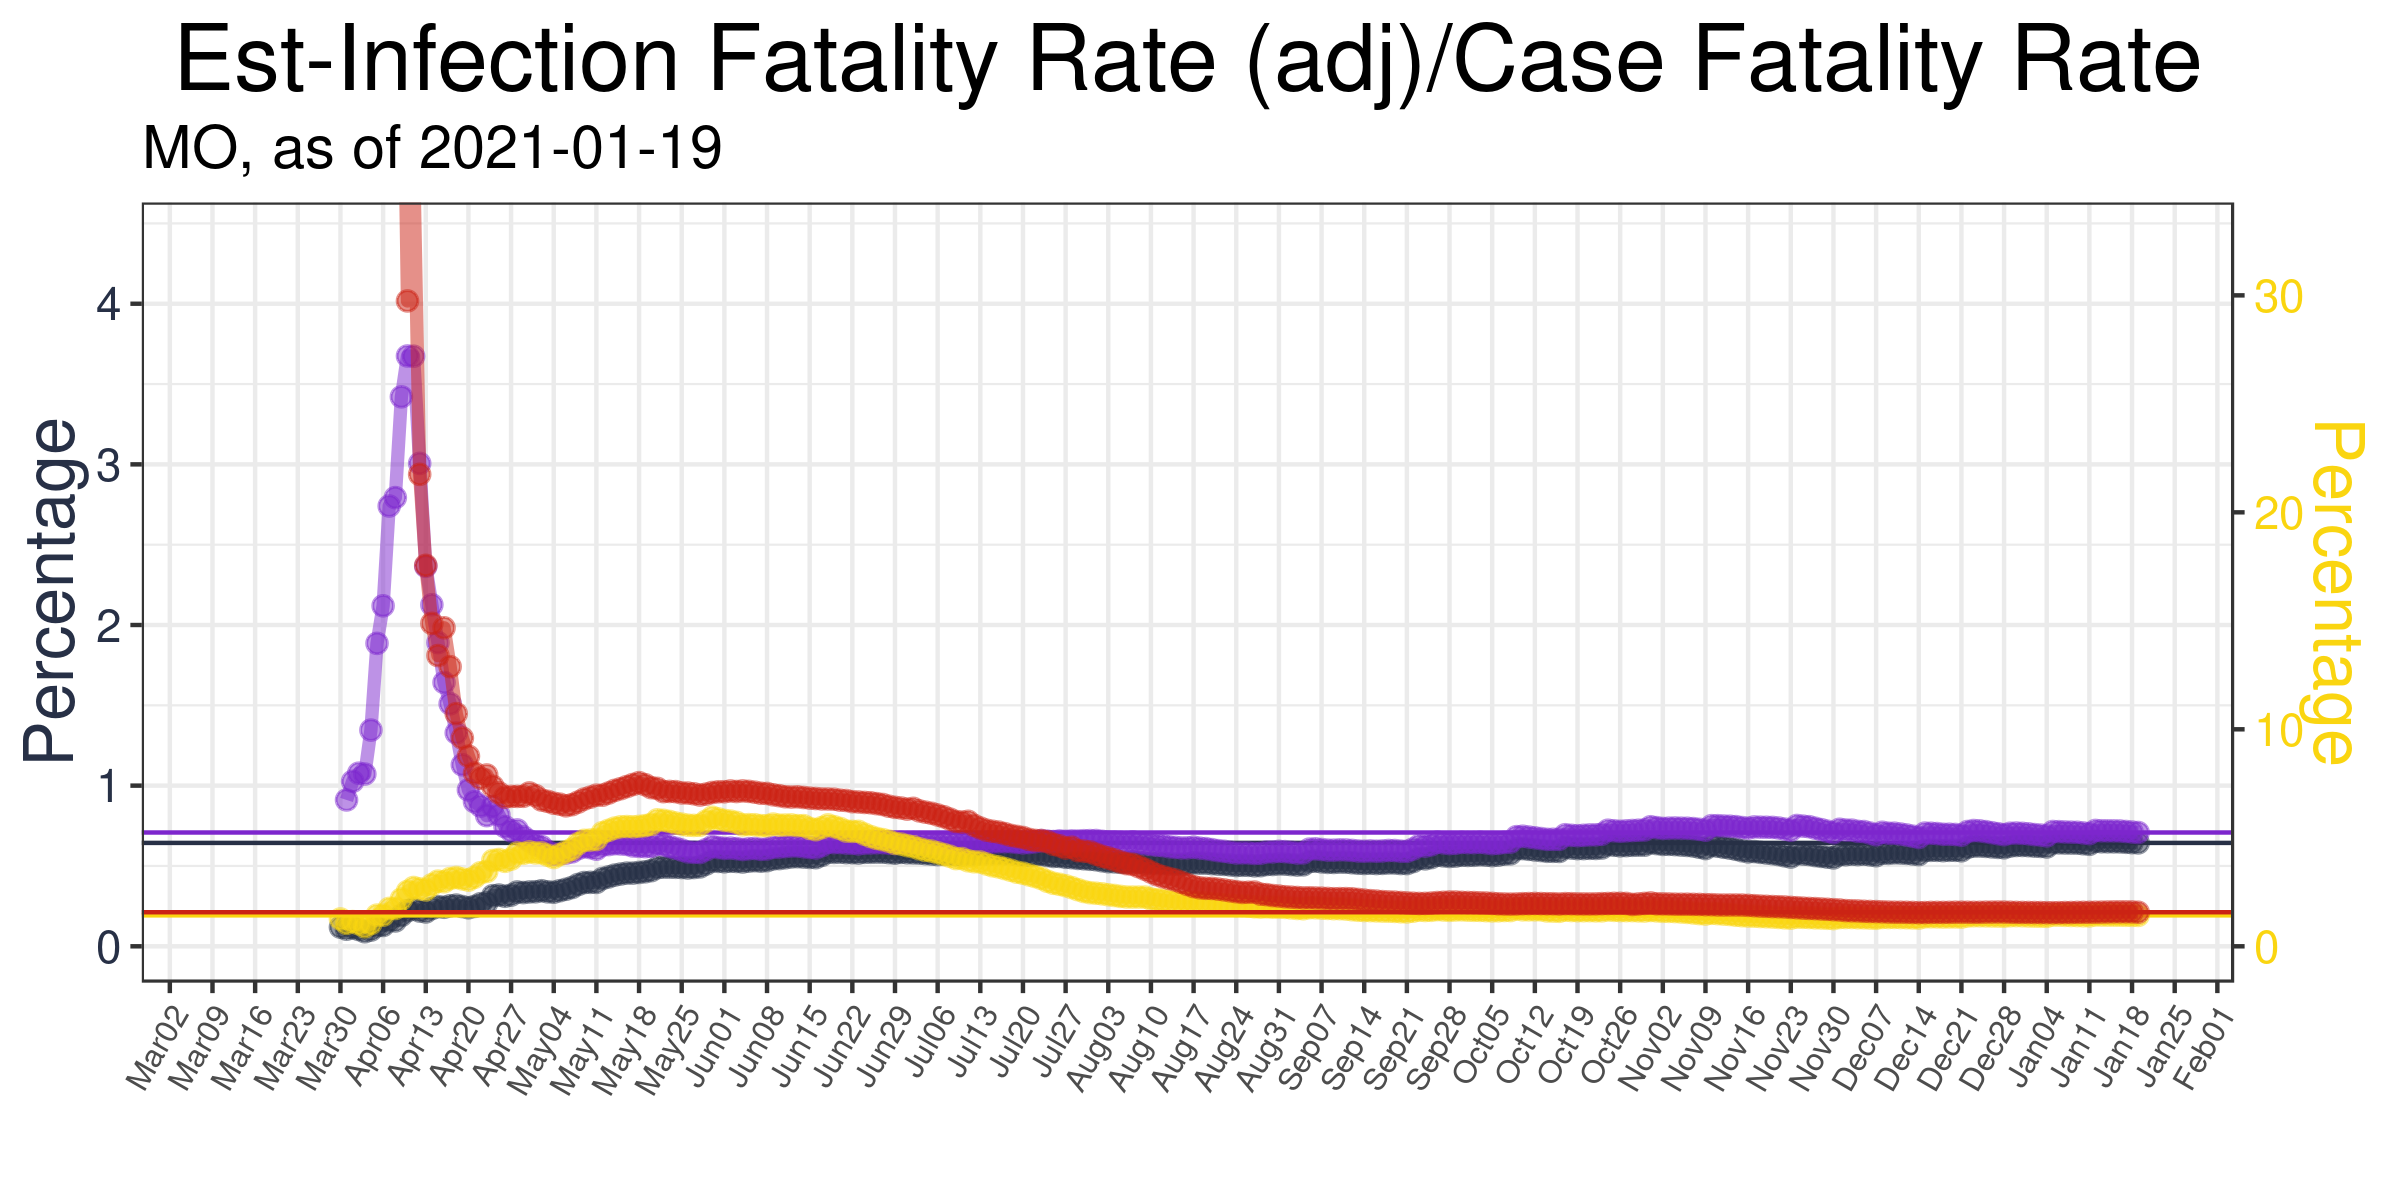 Est-Infection Fatality Rate (adj)/Case Fatality Rate
MO, as of 2021-01-19
Percentage
4
3
2
1
0
30
20
10
0
Percentage
Mar02 Mar09 Mar16 Mar23 Mar30 Apr06 Apr13 Apr20 Apr27 May04 May11 May18 May25 Jun01 Jun08 Jun15 Jun22 Jun29 Jul06 Jul13 Jul20 Jul27 Aug03 Aug10 Aug17 Aug24 Aug31 Sep07 Sep14 Sep21 Sep28 Oct05 Oct12 Oct19 Oct26 Nov02 Nov09 Nov16 Nov23 Nov30 Dec07 Dec14 Dec21 Dec28 Jan04 Jan11 Jan18 Jan25 Feb01